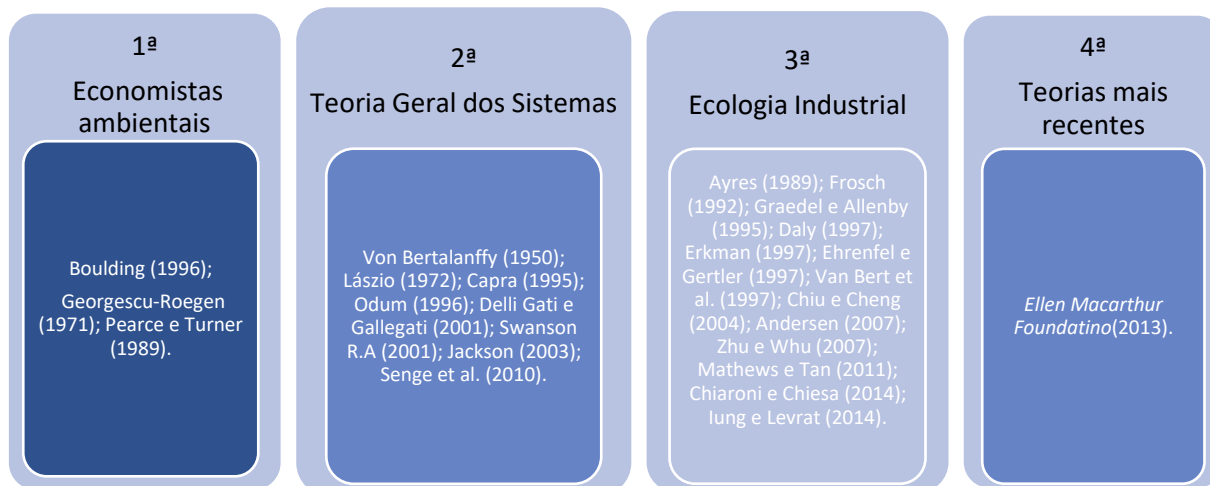 1ª
Economistas
ambientais
Boulding (1996);
Georgescu-Roegen
(1971); Pearce e Turner
(1989).
2ª
Teoria Geral dos Sistemas
Von Bertalanffy (1950);
Lászio (1972); Capra (1995);
Odum (1996); Delli Gati e
Gallegati (2001); Swanson
R.A (2001); Jackson (2003);
Senge et al. (2010).
3ª
Ecologia Industrial
Ayres (1989); Frosch
(1992); Graedel e Allenby
(1995); Daly (1997);
Erkman (1997); Ehrenfel e
Gertler (1997); Van Bert et
al. (1997); Chiu e Cheng
(2004); Andersen (2007);
Zhu e Whu (2007);
Mathews e Tan (2011);
Chiaroni e Chiesa (2014);
Iung e Levrat (2014).
4ª
Teorias mais
recentes
Ellen Macarthur
Foundatino(2013).